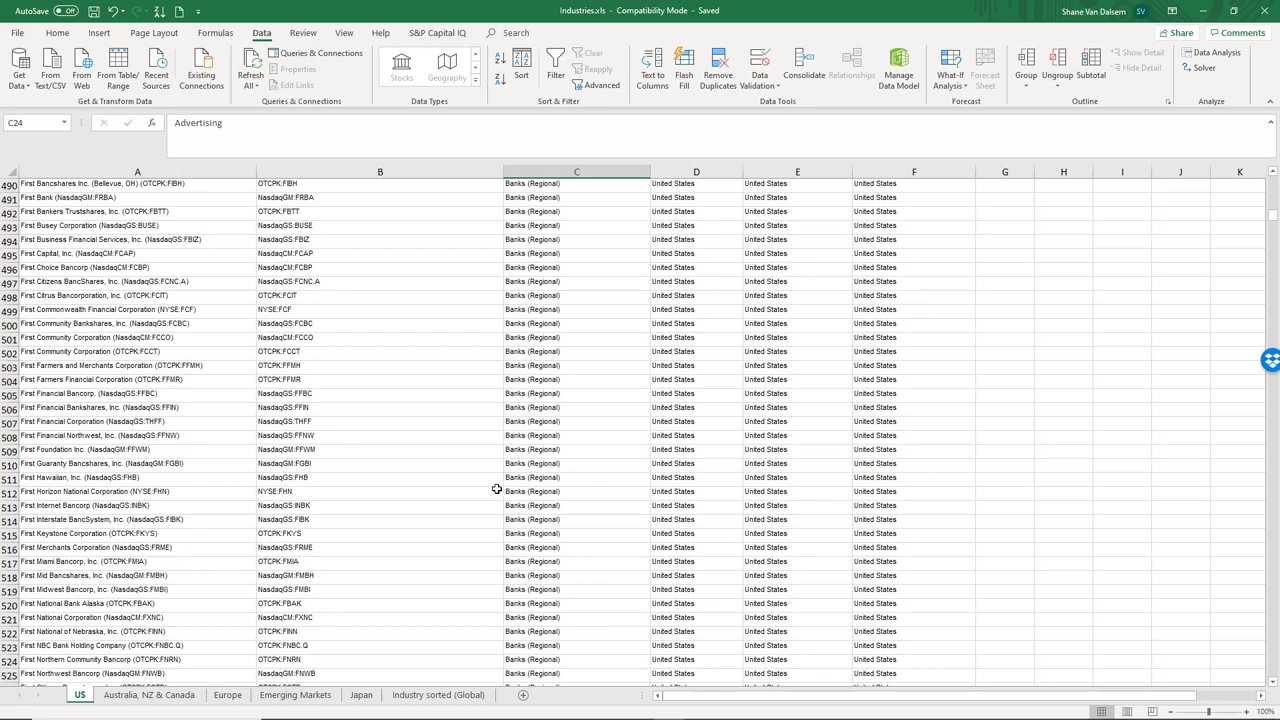 AutoSave Off Industries.xls - Compatibility Mode - Saved Shane Van Dalsem SV
File Home Insert Page Layout Formulas Data Review View Help S&P Capital IQ Search Share Comments
Get Data From Text/CSV From Web From Table/Range Recent Sources Existing Connections Refresh All Queries & Connections Properties Edit Links Stocks Geography Sort Filter Clear Reapply Advanced Text to Columns Flash Fill Remove Duplicates Data Validation Consolidate Relationships Manage Data Model What-If Analysis Forecast Sheet Group Ungroup Subtotal Show Detail Hide Detail Data Analysis Solver
Get & Transform Data Queries & Connections Data Types Sort & Filter Data Tools Forecast Outline Analyze
C24 fx Advertising
A B C D E F G H I J K
490 First Bancshares Inc. (Bellevue, OH) (OTCPK:FIBH) OTCPK:FIBH Banks (Regional) United States United States United States
491 First Bank (NasdaqGM:FRBA) NasdaqGM:FRBA Banks (Regional) United States United States United States
492 First Bankers Trustshares, Inc. (OTCPK:FBTT) OTCPK:FBTT Banks (Regional) United States United States United States
493 First Busey Corporation (NasdaqGS:BUSE) NasdaqGS:BUSE Banks (Regional) United States United States United States
494 First Business Financial Services, Inc. (NasdaqGS:FBIZ) NasdaqGS:FBIZ Banks (Regional) United States United States United States
495 First Capital, Inc. (NasdaqCM:FCAP) NasdaqCM:FCAP Banks (Regional) United States United States United States
496 First Choice Bancorp (NasdaqCM:FCBP) NasdaqCM:FCBP Banks (Regional) United States United States United States
497 First Citizens BancShares, Inc. (NasdaqGS:FCNC.A) NasdaqGS:FCNC.A Banks (Regional) United States United States United States
498 First Citrus Bancorporation, Inc. (OTCPK:FCIT) OTCPK:FCIT Banks (Regional) United States United States United States
499 First Commonwealth Financial Corporation (NYSE:FCF) NYSE:FCF Banks (Regional) United States United States United States
500 First Community Bankshares, Inc. (NasdaqGS:FCBC) NasdaqGS:FCBC Banks (Regional) United States United States United States
501 First Community Corporation (NasdaqCM:FCCO) NasdaqCM:FCCO Banks (Regional) United States United States United States
502 First Community Corporation (OTCPK:FCCT) OTCPK:FCCT Banks (Regional) United States United States United States
503 First Farmers and Merchants Corporation (OTCPK:FFMH) OTCPK:FFMH Banks (Regional) United States United States United States
504 First Farmers Financial Corporation (OTCPK:FFMR) OTCPK:FFMR Banks (Regional) United States United States United States
505 First Financial Bancorp. (NasdaqGS:FFBC) NasdaqGS:FFBC Banks (Regional) United States United States United States
506 First Financial Bankshares, Inc. (NasdaqGS:FFIN) NasdaqGS:FFIN Banks (Regional) United States United States United States
507 First Financial Corporation (NasdaqGS:THFF) NasdaqGS:THFF Banks (Regional) United States United States United States
508 First Financial Northwest, Inc. (NasdaqGS:FFNW) NasdaqGS:FFNW Banks (Regional) United States United States United States
509 First Foundation Inc. (NasdaqGM:FFWM) NasdaqGM:FFWM Banks (Regional) United States United States United States
510 First Guaranty Bancshares, Inc. (NasdaqGM:FGBI) NasdaqGM:FGBI Banks (Regional) United States United States United States
511 First Hawaiian, Inc. (NasdaqGS:FHB) NasdaqGS:FHB Banks (Regional) United States United States United States
512 First Horizon National Corporation (NYSE:FHN) NYSE:FHN Banks (Regional) United States United States United States
513 First Internet Bancorp (NasdaqGS:INBK) NasdaqGS:INBK Banks (Regional) United States United States United States
514 First Interstate BancSystem, Inc. (NasdaqGS:FIBK) NasdaqGS:FIBK Banks (Regional) United States United States United States
515 First Keystone Corporation (OTCPK:FKYS) OTCPK:FKYS Banks (Regional) United States United States United States
516 First Merchants Corporation (NasdaqGS:FRME) NasdaqGS:FRME Banks (Regional) United States United States United States
517 First Miami Bancorp, Inc. (OTCPK:FMIA) OTCPK:FMIA Banks (Regional) United States United States United States
518 First Mid Bancshares, Inc. (NasdaqGM:FMBH) NasdaqGM:FMBH Banks (Regional) United States United States United States
519 First Midwest Bancorp, Inc. (NasdaqGS:FMBI) NasdaqGS:FMBI Banks (Regional) United States United States United States
520 First National Bank Alaska (OTCPK:FBAK) OTCPK:FBAK Banks (Regional) United States United States United States
521 First National Corporation (NasdaqCM:FXNC) NasdaqCM:FXNC Banks (Regional) United States United States United States
522 First National of Nebraska, Inc. (OTCPK:FINN) OTCPK:FINN Banks (Regional) United States United States United States
523 First NBC Bank Holding Company (OTCPK:FNBC.Q) OTCPK:FNBC.Q Banks (Regional) United States United States United States
524 First Northern Community Bancorp (OTCPK:FNRN) OTCPK:FNRN Banks (Regional) United States United States United States
525 First Northwest Bancorp (NasdaqGM:FNWB) NasdaqGM:FNWB Banks (Regional) United States United States United States
US Australia, NZ & Canada Europe Emerging Markets Japan Industry sorted (Global)
100%